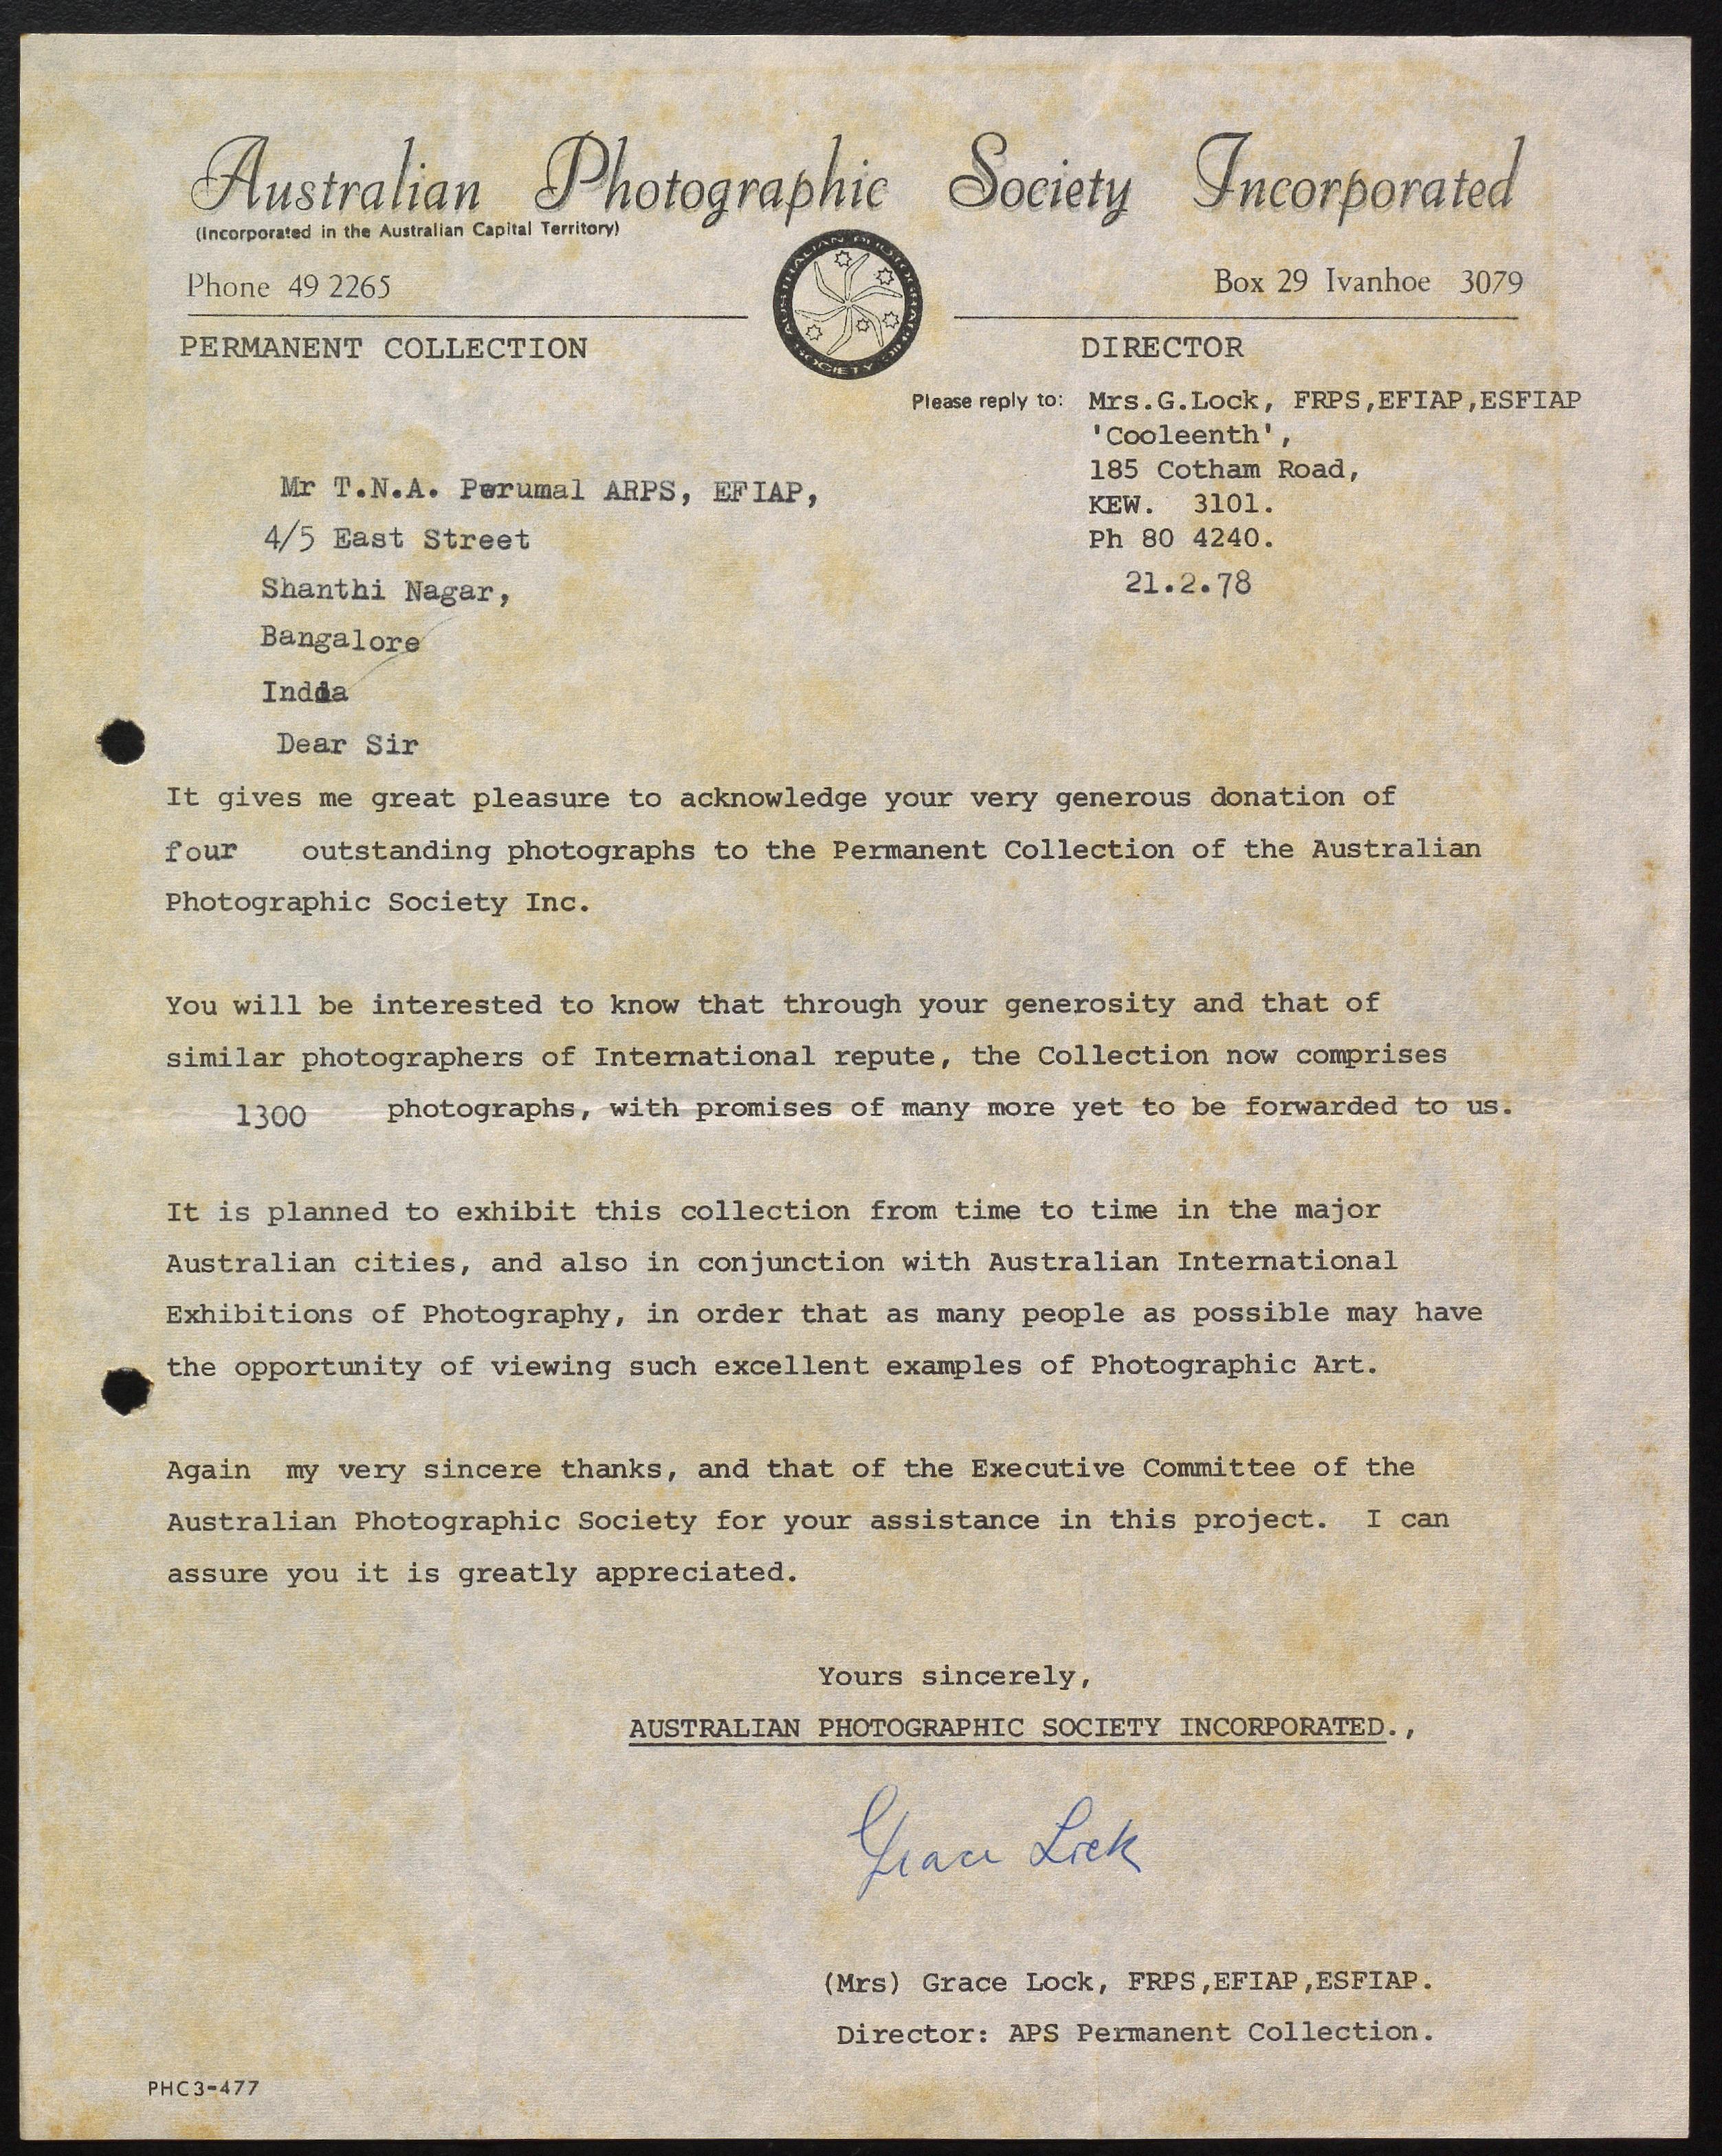 Australian Photographic Society Incorporated
(Incorporated in the Australian Capital Territory)
AUSTRALIAN PHOTOGRAPHIC SOCIETY
Phone 49 2265
Box 29 Ivanhoe 3079
PERMANENT COLLECTION
DIRECTOR
Please reply to: Mrs.G.Lock, FRPS,EFIAP,ESFIAP
'Cooleenth',
185 Cotham Road,
KEW. 3101.
Ph 80 4240.
21.2.78
Mr T.N.A. Perumal ARPS, EFIAP,
4/5 East Street
Shanthi Nagar,
Bangalore
India
Dear Sir
It gives me great pleasure to acknowledge your very generous donation of
four outstanding photographs to the Permanent Collection of the Australian
Photographic Society Inc.
You will be interested to know that through your generosity and that of
similar photographers of International repute, the Collection now comprises
1300 photographs, with promises of many more yet to be forwarded to us.
It is planned to exhibit this collection from time to time in the major
Australian cities, and also in conjunction with Australian International
Exhibitions of Photography, in order that as many people as possible may have
the opportunity of viewing such excellent examples of Photographic Art.
Again my very sincere thanks, and that of the Executive Committee of the
Australian Photographic Society for your assistance in this project. I can
assure you it is greatly appreciated.
Yours sincerely,
AUSTRALIAN PHOTOGRAPHIC SOCIETY INCORPORATED.,
Grace Lock
(Mrs) Grace Lock, FRPS,EFIAP,ESFIAP.
Director: APS Permanent Collection.
PHC3-477